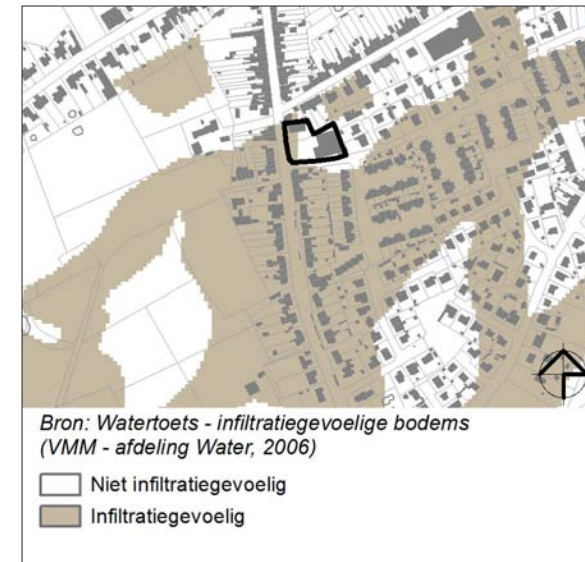 Bron: Watertoets - infiltratiegevoelige bodems
(VMM - afdeling Water, 2006)
Niet infiltratiegevoelig
Infiltratiegevoelig